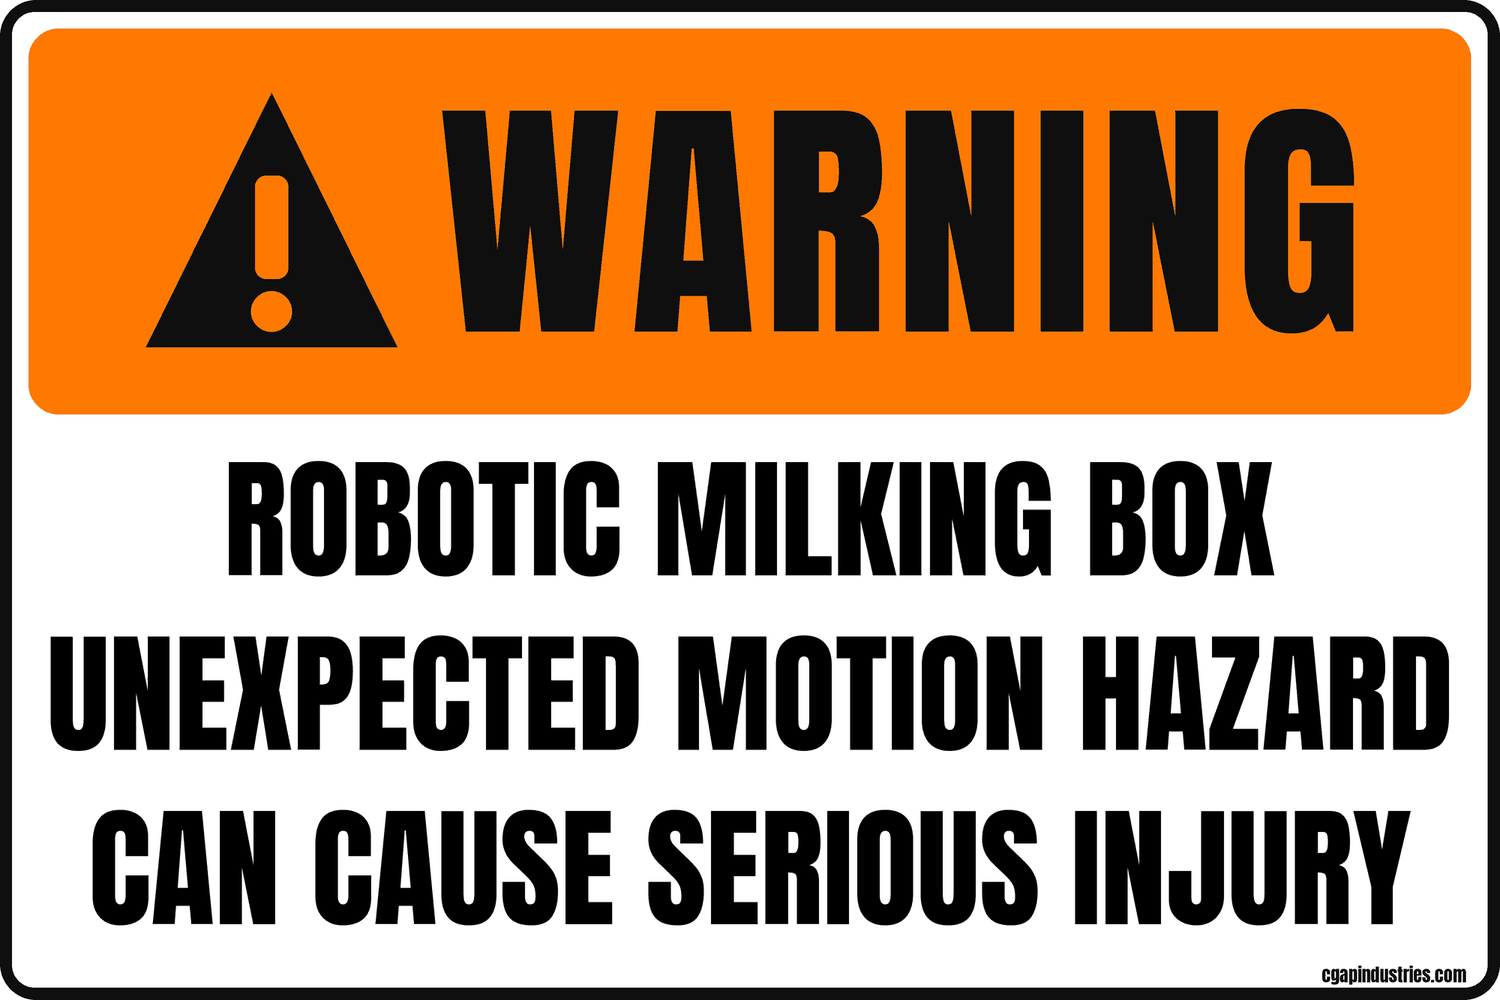 WARNING
ROBOTIC MILKING BOX
UNEXPECTED MOTION HAZARD
CAN CAUSE SERIOUS INJURY
cgapindustries.com